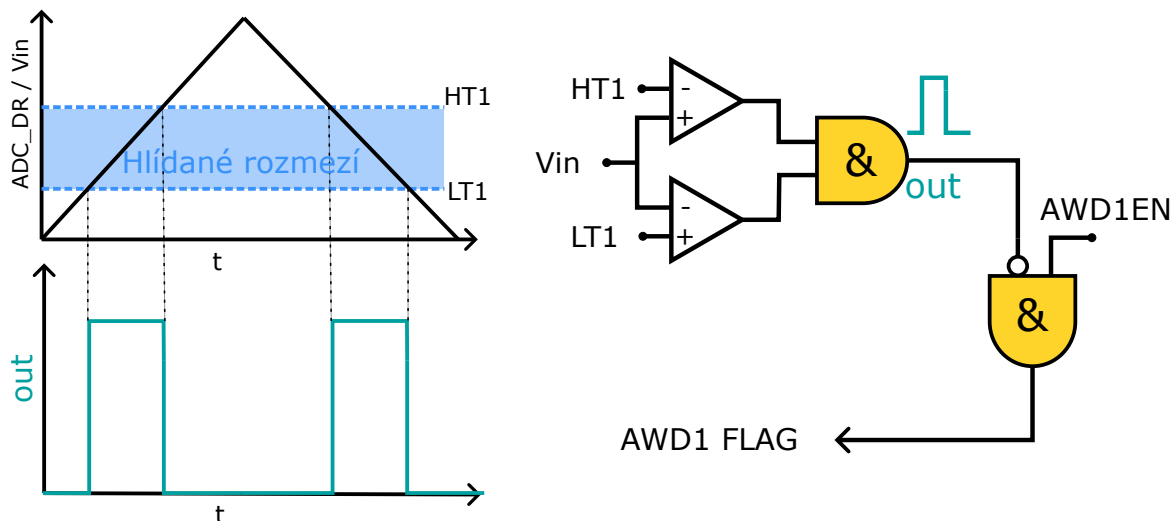 ADC_DR / Vin
HT1
Hlídané rozmezí
LT1
t
out
t
HT1
-
+
Vin
-
LT1
+
&
out
AWD1EN
&
AWD1 FLAG